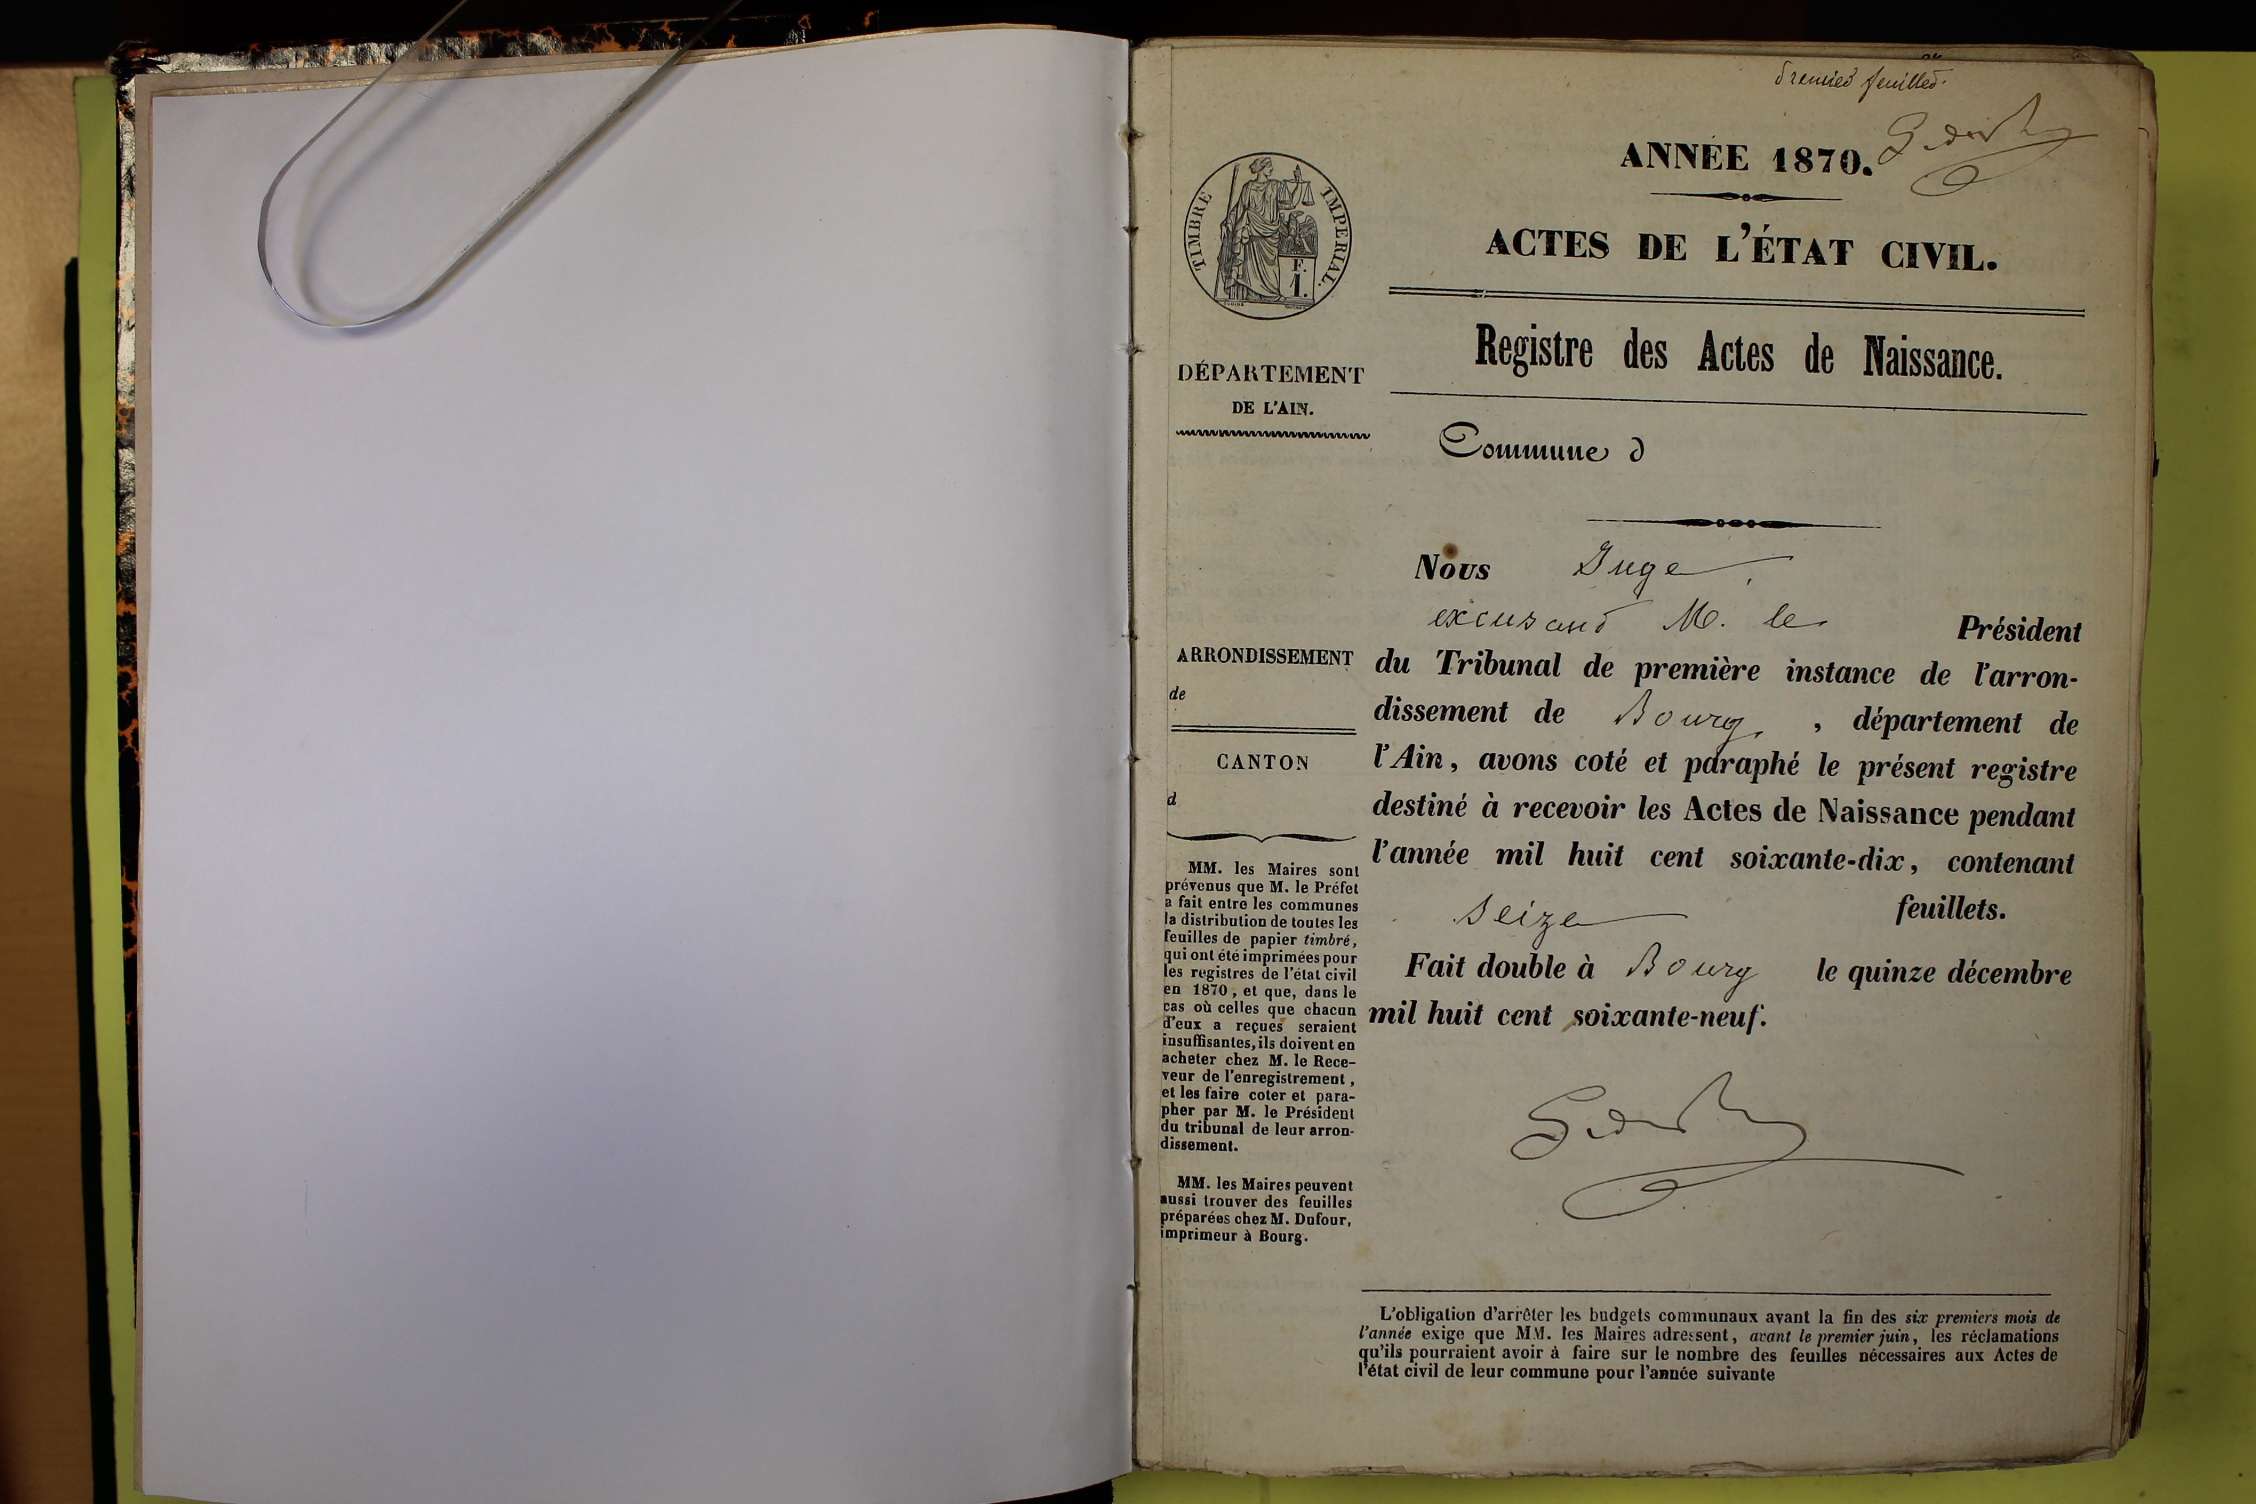 Premier feuillet.
ANNÉE 1870.
ACTES DE L'ÉTAT CIVIL.
Registre des Actes de Naissance.
Commune d
TIMBRE IMPERIAL.
F.
1.
DÉPARTEMENT
DE L'AIN.
ARRONDISSEMENT
de
CANTON
d
MM. les Maires sont
prévenus que M. le Préfet
a fait entre les communes
la distribution de toutes les
feuilles de papier timbré,
qui ont été imprimées pour
les registres de l'état civil
en 1870, et que, dans le
cas où celles que chacun
d'eux a reçues seraient
insuffisantes, ils doivent en
acheter chez M. le Rece-
veur de l'enregistrement,
et les faire coter et para-
pher par M. le Président
du tribunal de leur arron-
dissement.
MM. les Maires peuvent
aussi trouver des feuilles
préparées chez M. Dufour,
imprimeur à Bourg.
Nous Juge,
excusant M. le Président
du Tribunal de première instance de l'arron-
dissement de Bourg, département de
l'Ain, avons coté et paraphé le présent registre
destiné à recevoir les Actes de Naissance pendant
l'année mil huit cent soixante-dix, contenant
seize feuillets.
Fait double à Bourg le quinze décembre
mil huit cent soixante-neuf.
L'obligation d'arrêter les budgets communaux avant la fin des six premiers mois de
l'année exige que MM. les Maires adressent, avant le premier juin, les réclamations
qu'ils pourraient avoir à faire sur le nombre des feuilles nécessaires aux Actes de
l'état civil de leur commune pour l'année suivante